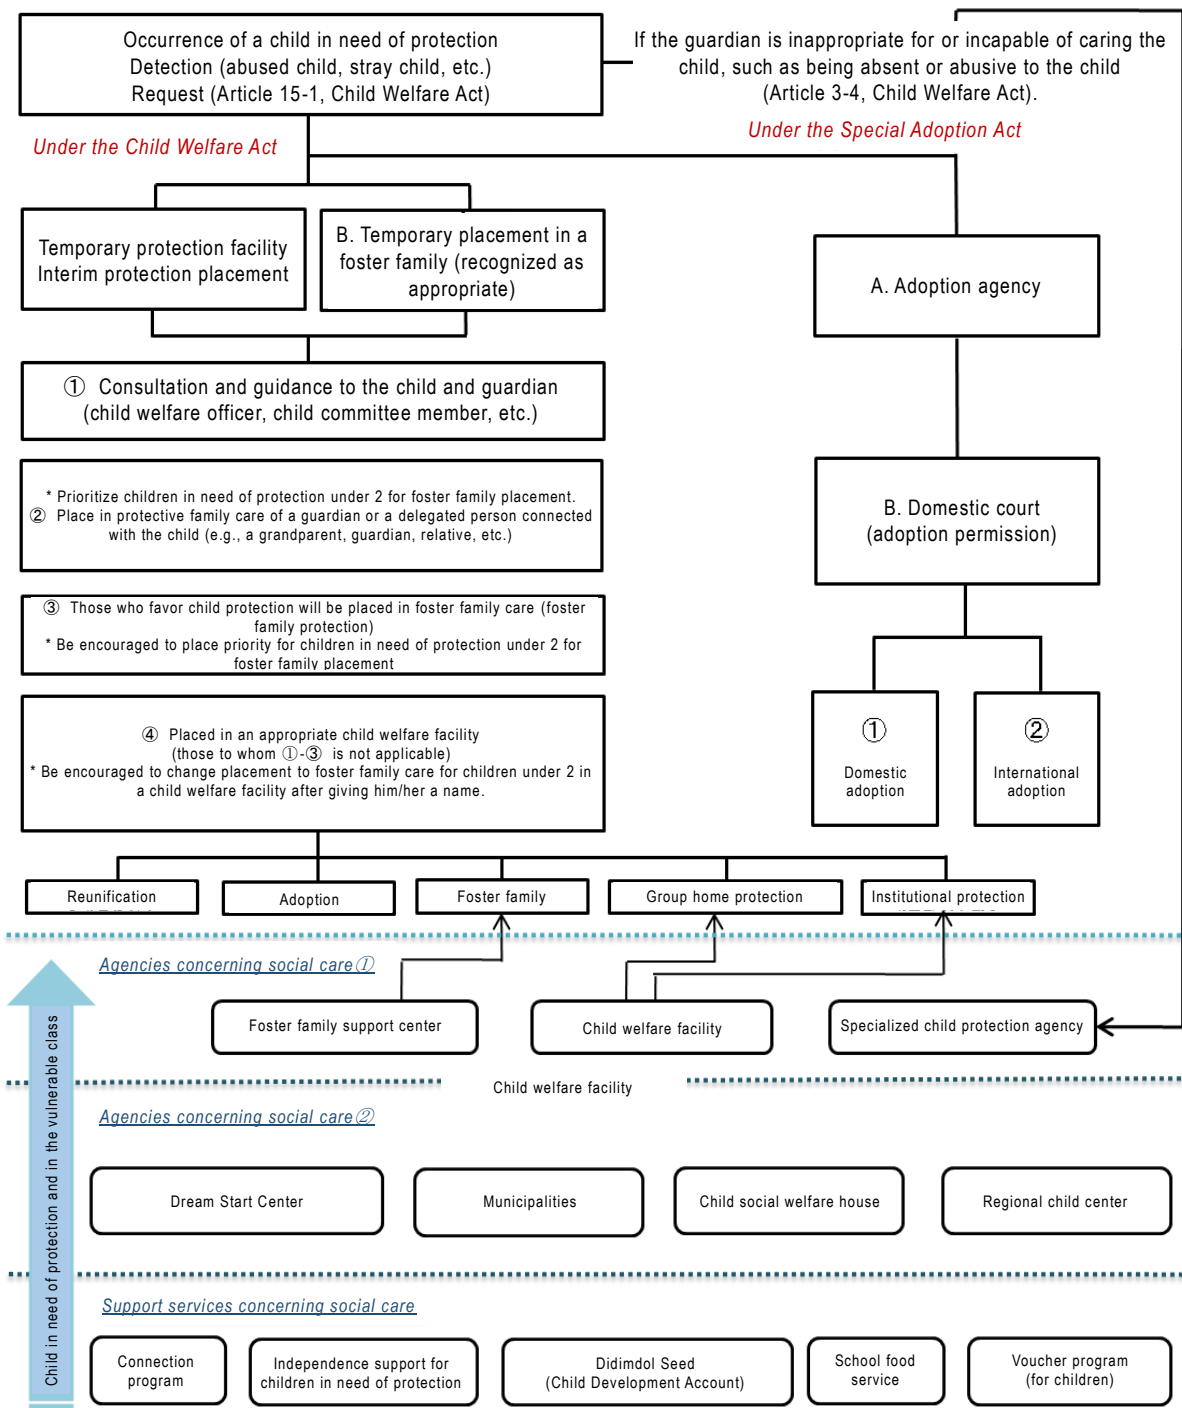 Occurrence of a child in need of protection
Detection (abused child, stray child, etc.)
Request (Article 15-1, Child Welfare Act)
If the guardian is inappropriate for or incapable of caring the
child, such as being absent or abusive to the child
(Article 3-4, Child Welfare Act).
Under the Child Welfare Act
Under the Special Adoption Act
Temporary protection facility
Interim protection placement
B. Temporary placement in a
foster family (recognized as
appropriate)
A. Adoption agency
① Consultation and guidance to the child and guardian
(child welfare officer, child committee member, etc.)
* Prioritize children in need of protection under 2 for foster family placement.
② Place in protective family care of a guardian or a delegated person connected
with the child (e.g., a grandparent, guardian, relative, etc.)
B. Domestic court
(adoption permission)
③ Those who favor child protection will be placed in foster family care (foster
family protection)
* Be encouraged to place priority for children in need of protection under 2 for
foster family placement
④ Placed in an appropriate child welfare facility
(those to whom ①-③ is not applicable)
* Be encouraged to change placement to foster family care for children under 2 in
a child welfare facility after giving him/her a name.
①
Domestic
adoption
②
International
adoption
Reunification
Adoption
Foster family
Group home protection
Institutional protection
Agencies concerning social care①
Foster family support center
Child welfare facility
Specialized child protection agency
Child welfare facility
Agencies concerning social care②
Dream Start Center
Municipalities
Child social welfare house
Regional child center
Support services concerning social care
Connection
program
Independence support for
children in need of protection
Didimdol Seed
(Child Development Account)
School food
service
Voucher program
(for children)
Child in need of protection and in the vulnerable class